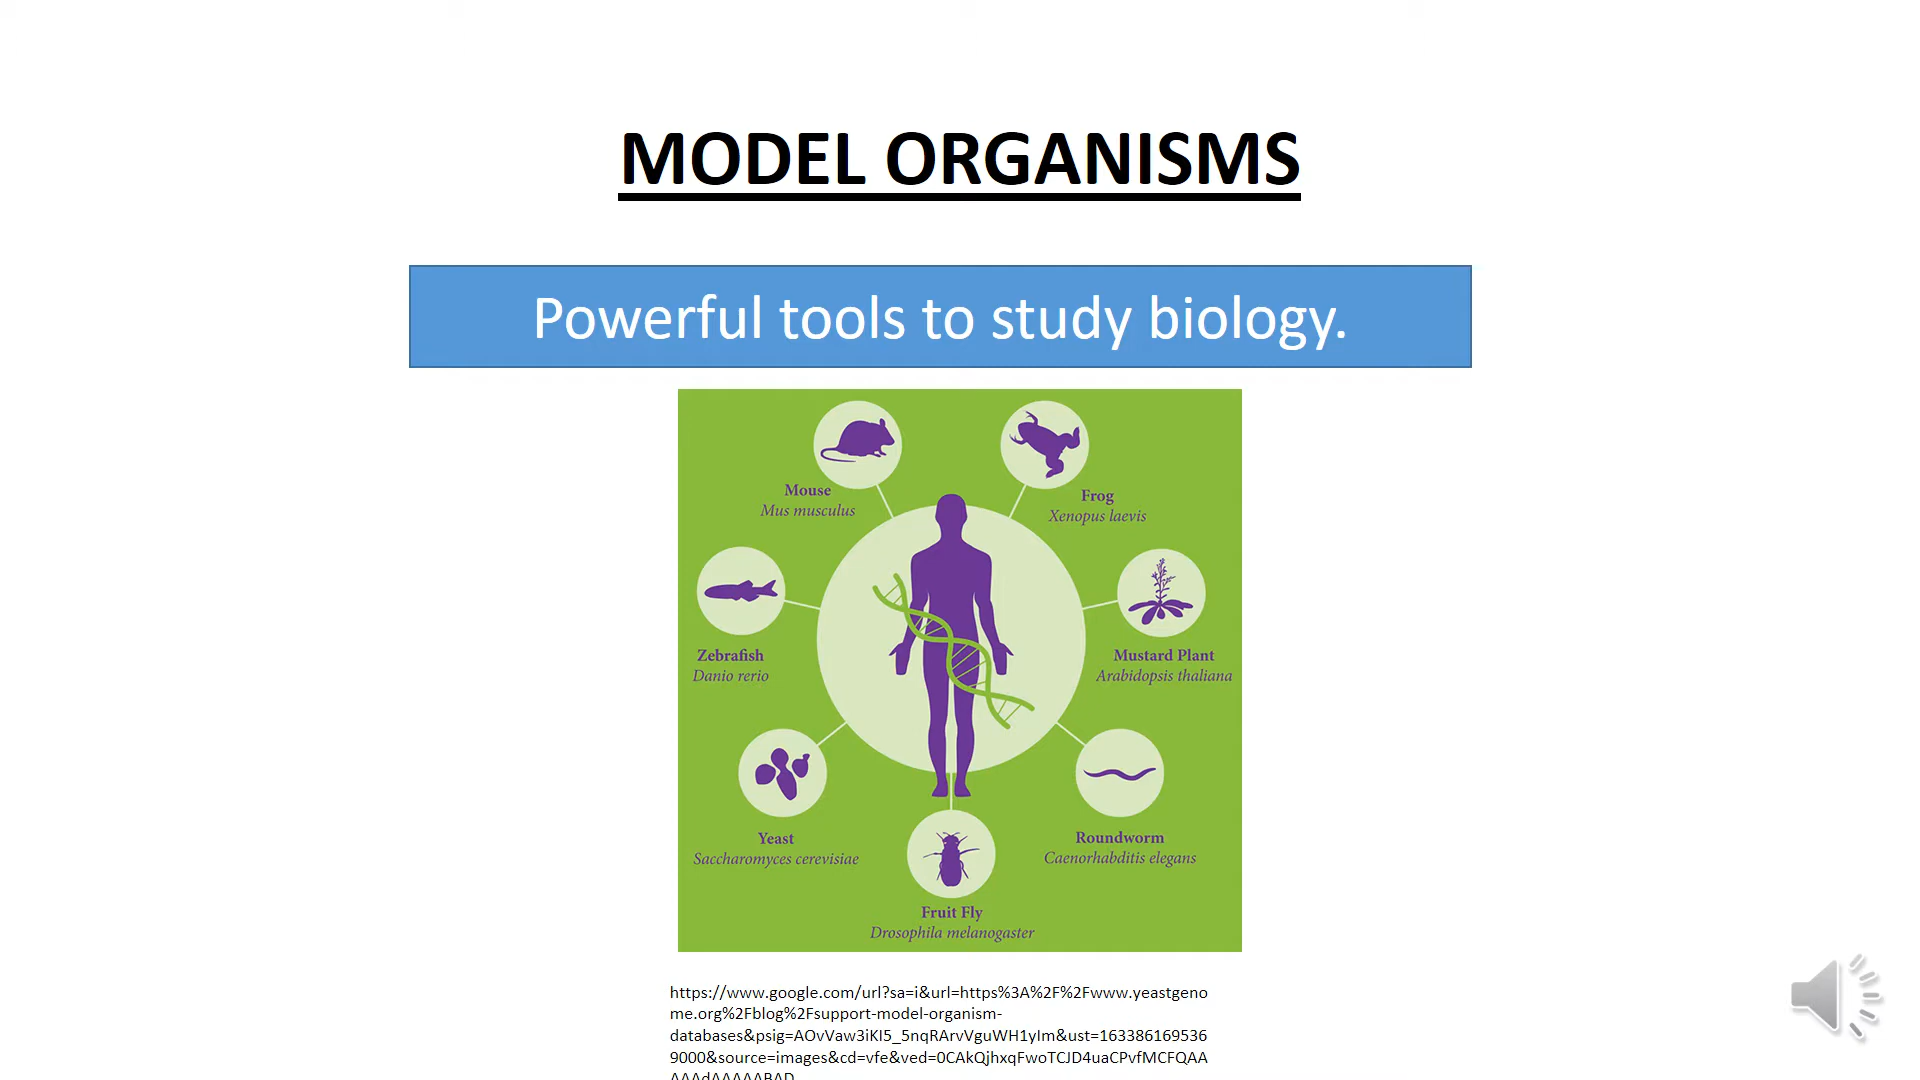 MODEL ORGANISMS
Powerful tools to study biology.
Mouse
Mus musculus
Frog
Xenopus laevis
Zebrafish
Danio rerio
Mustard Plant
Arabidopsis thaliana
Yeast
Saccharomyces cerevisiae
Roundworm
Caenorhabditis elegans
Fruit Fly
Drosophila melanogaster
https://www.google.com/url?sa=i&url=https%3A%2F%2Fwww.yeastgeno
me.org%2Fblog%2Fsupport-model-organism-
databases&psig=AOvVaw3iKI5_5nqRArvVguWH1yIm&ust=163386169536
9000&source=images&cd=vfe&ved=0CAkQjhxqFwoTCJD4uaCPvfMCFQAA
AAAdAAAAABAD